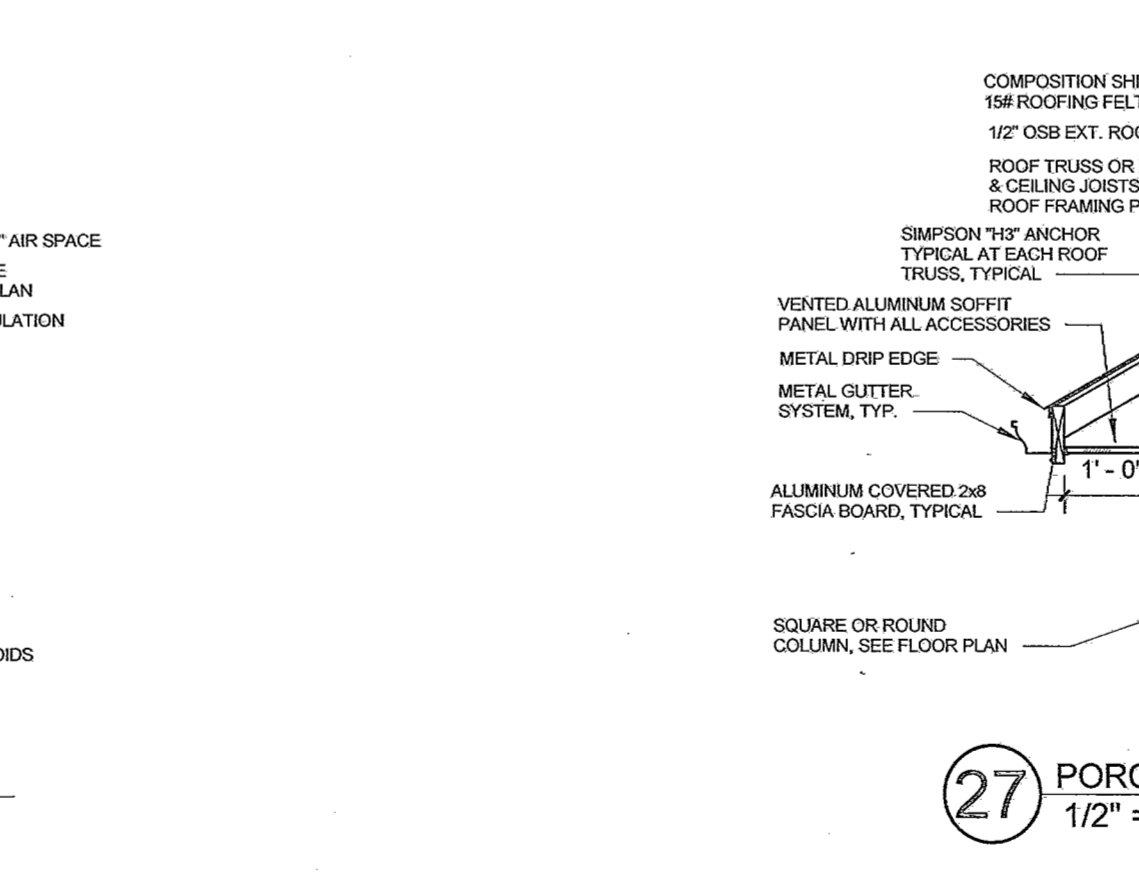 " AIR SPACE
LAN
LATION
OIDS
COMPOSITION SH
15# ROOFING FELT
1/2" OSB EXT. ROO
ROOF TRUSS OR
& CEILING JOISTS
ROOF FRAMING P
SIMPSON "H3" ANCHOR
TYPICAL AT EACH ROOF
TRUSS, TYPICAL
VENTED ALUMINUM SOFFIT
PANEL WITH ALL ACCESSORIES
METAL DRIP EDGE
METAL GUTTER
SYSTEM, TYP.
1' - 0"
ALUMINUM COVERED 2x8
FASCIA BOARD, TYPICAL
SQUARE OR ROUND
COLUMN, SEE FLOOR PLAN
27
PORC
1/2" =